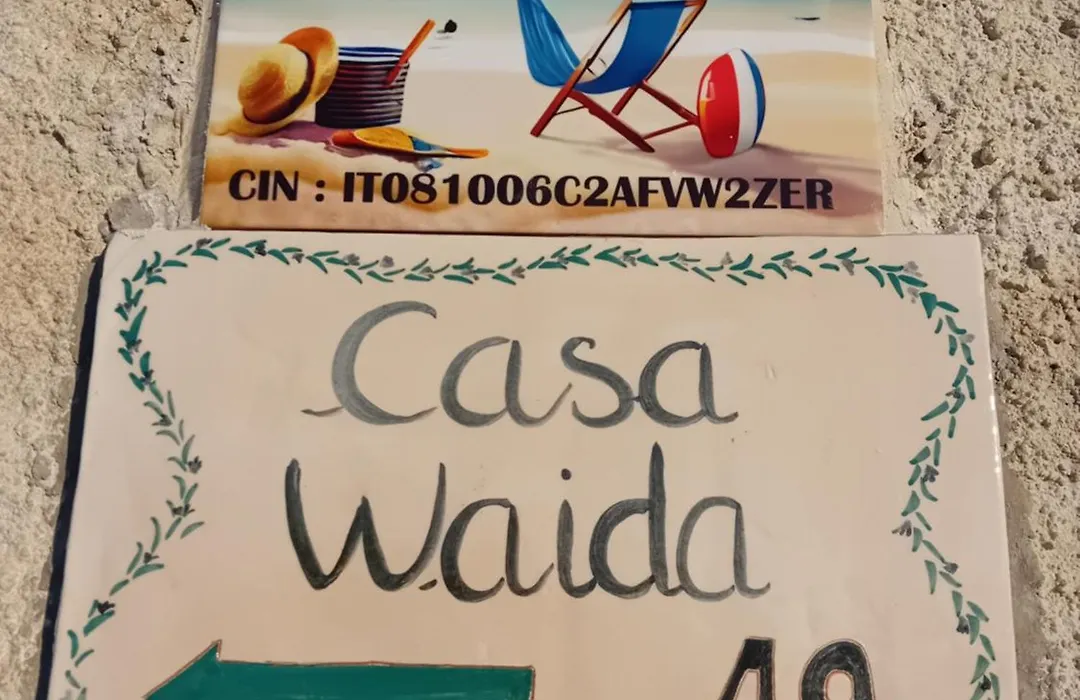 CIN : IT081006C2AFVW2ZER
Casa
Waida